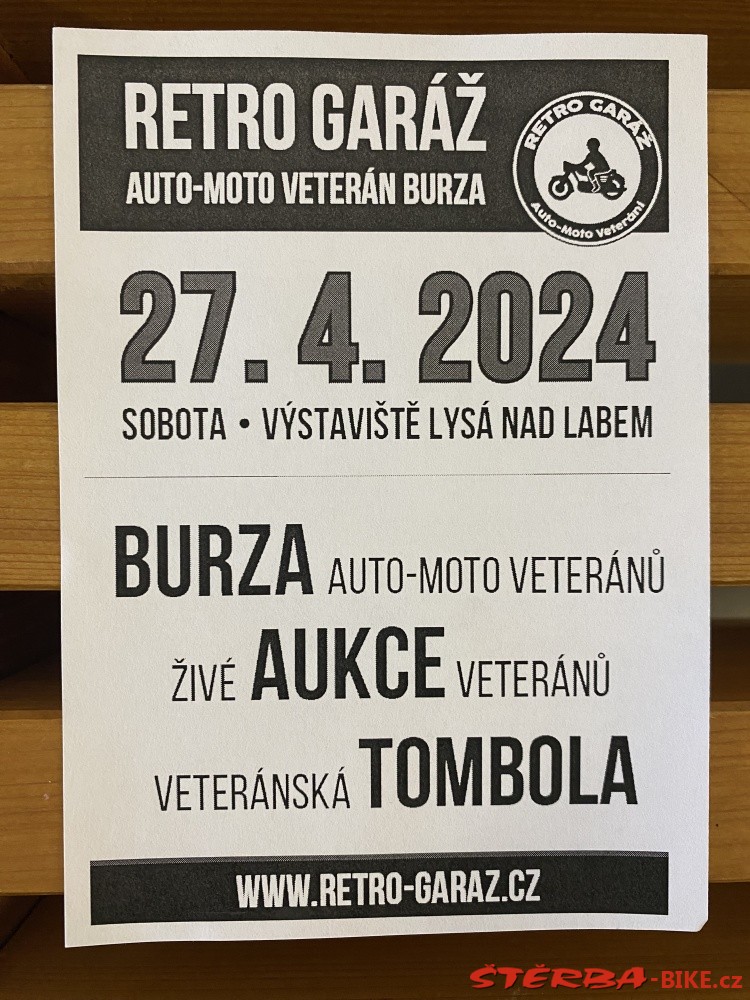 RETRO GARÁŽ
AUTO-MOTO VETERÁN BURZA
RETRO GARÁŽ
Auto-Moto Veteráni
27. 4. 2024
SOBOTA • VÝSTAVIŠTĚ LYSÁ NAD LABEM
BURZA AUTO-MOTO VETERÁNŮ
ŽIVÉ AUKCE VETERÁNŮ
VETERÁNSKÁ TOMBOLA
WWW.RETRO-GARAZ.CZ
ŠTĚRBA-BIKE.cz